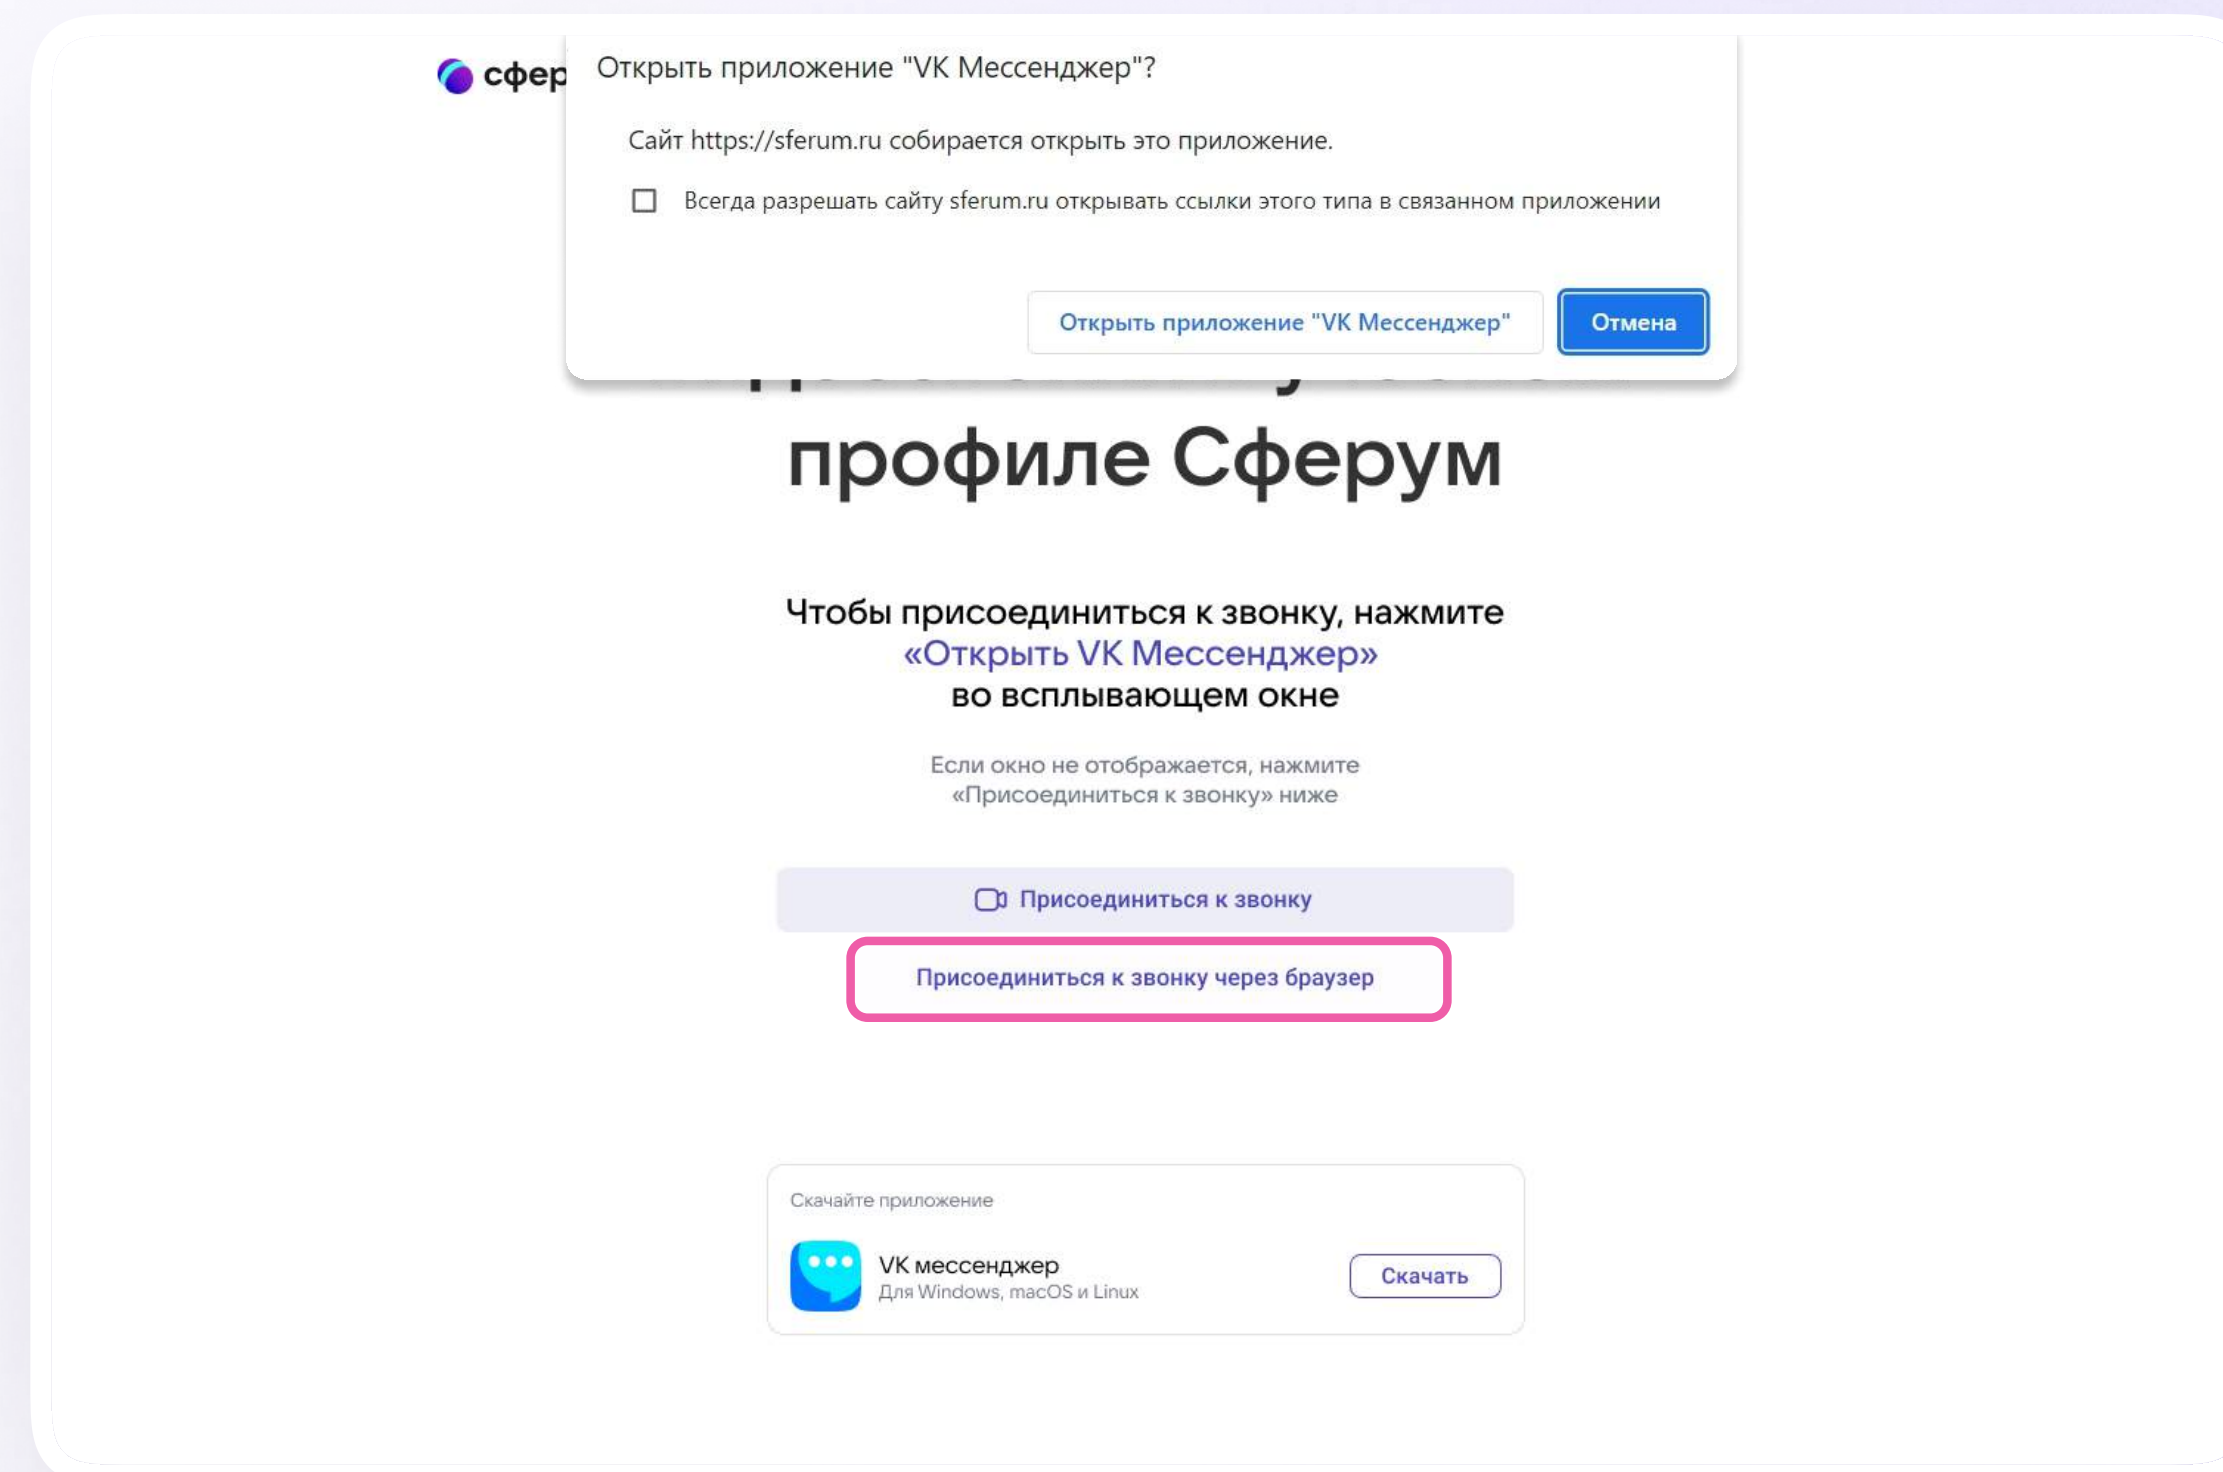 сфер
Открыть приложение "VK Мессенджер"?
Сайт https://sferum.ru собирается открыть это приложение.
Всегда разрешать сайту sferum.ru открывать ссылки этого типа в связанном приложении
Открыть приложение "VK Мессенджер"
Отмена
профиле Сферум
Чтобы присоединиться к звонку, нажмите
«Открыть VK Мессенджер»
во всплывающем окне
Если окно не отображается, нажмите
«Присоединиться к звонку» ниже
Присоединиться к звонку
Присоединиться к звонку через браузер
Скачайте приложение
VK мессенджер
Для Windows, macOS и Linux
Скачать